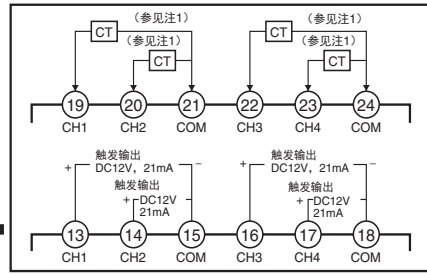 （参见注1）
（参见注1）
CT
（参见注1）
CT
（参见注1）
CT
CT
19 20 21 22 23 24
CH1 CH2 COM CH3 CH4 COM
触发输出
+ DC12V，21mA −
触发输出
+ DC12V，21mA −
触发输出
+ DC12V
21mA
触发输出
+ DC12V
21mA
13 14 15 16 17 18
CH1 CH2 COM CH3 CH4 COM